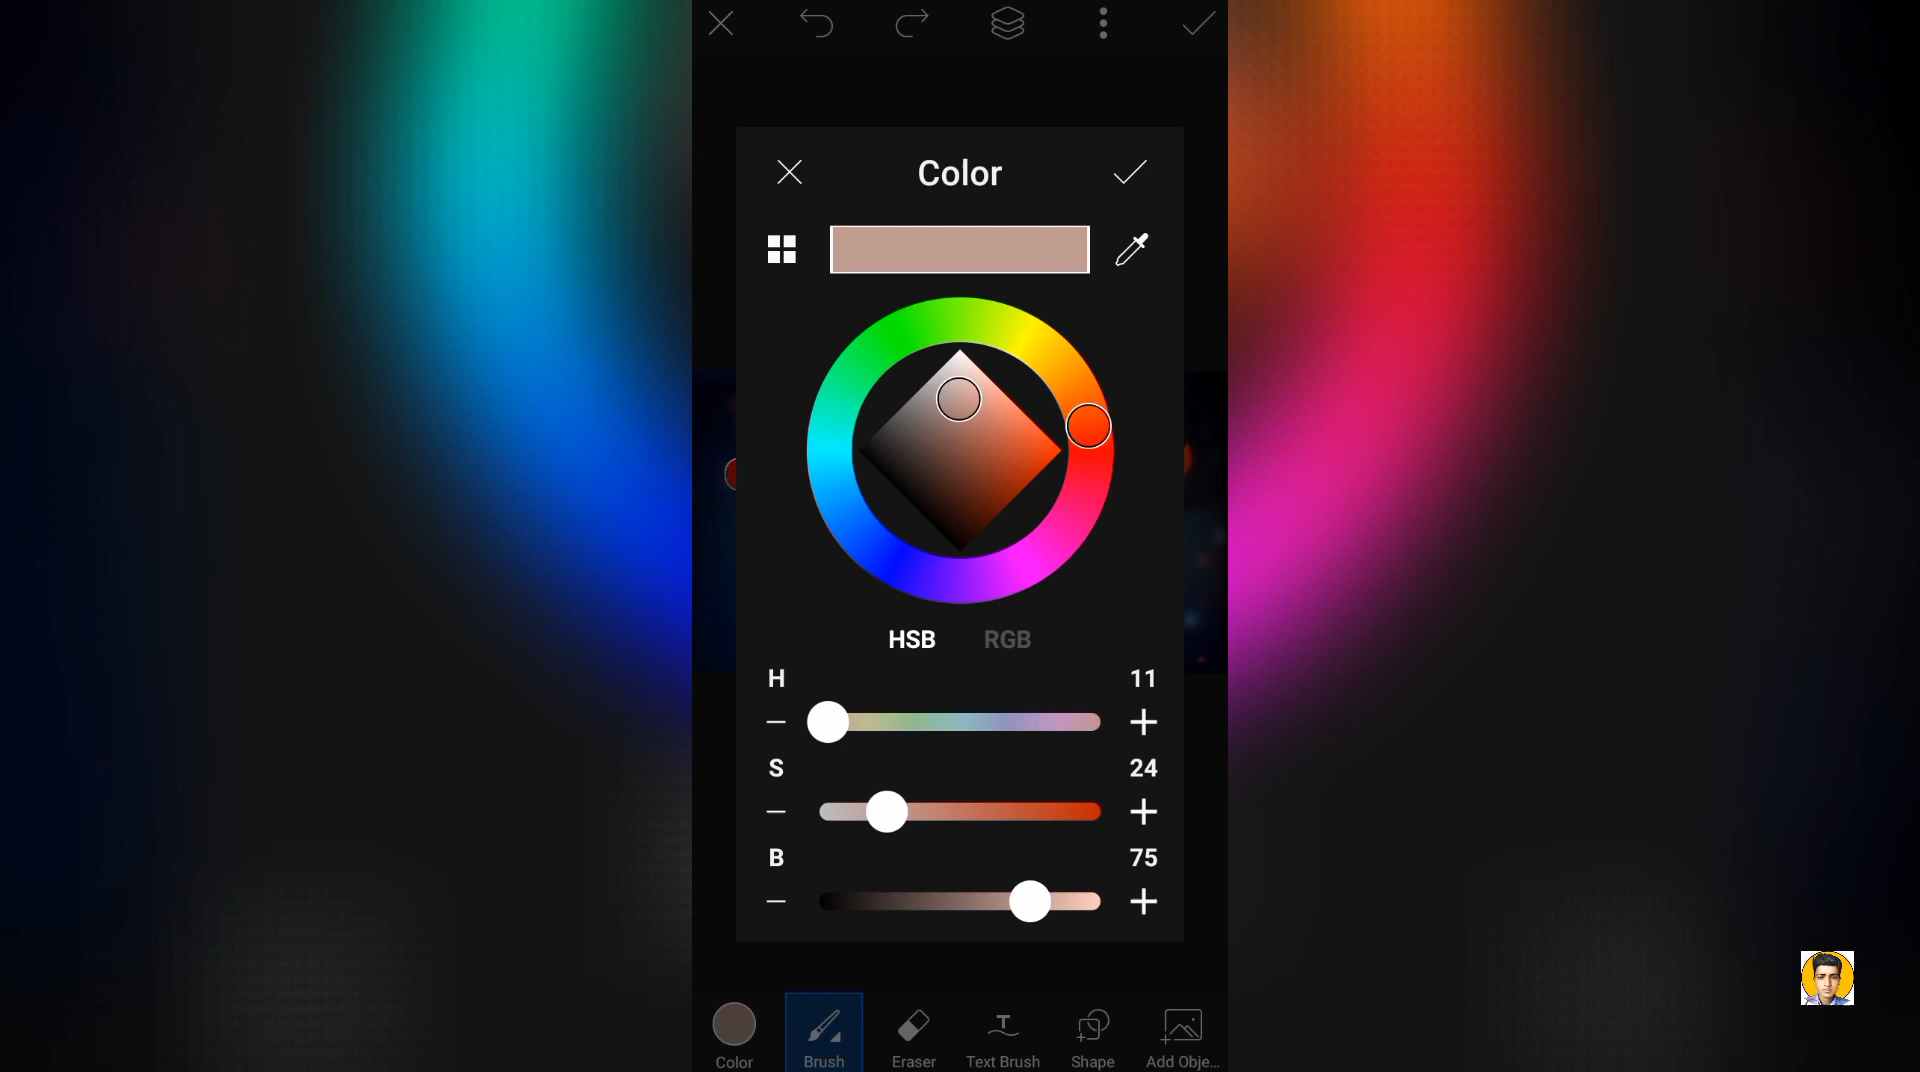 Color
HSB RGB
H 11
S 24
B 75
Color Brush Eraser Text Brush Shape Add Obje...